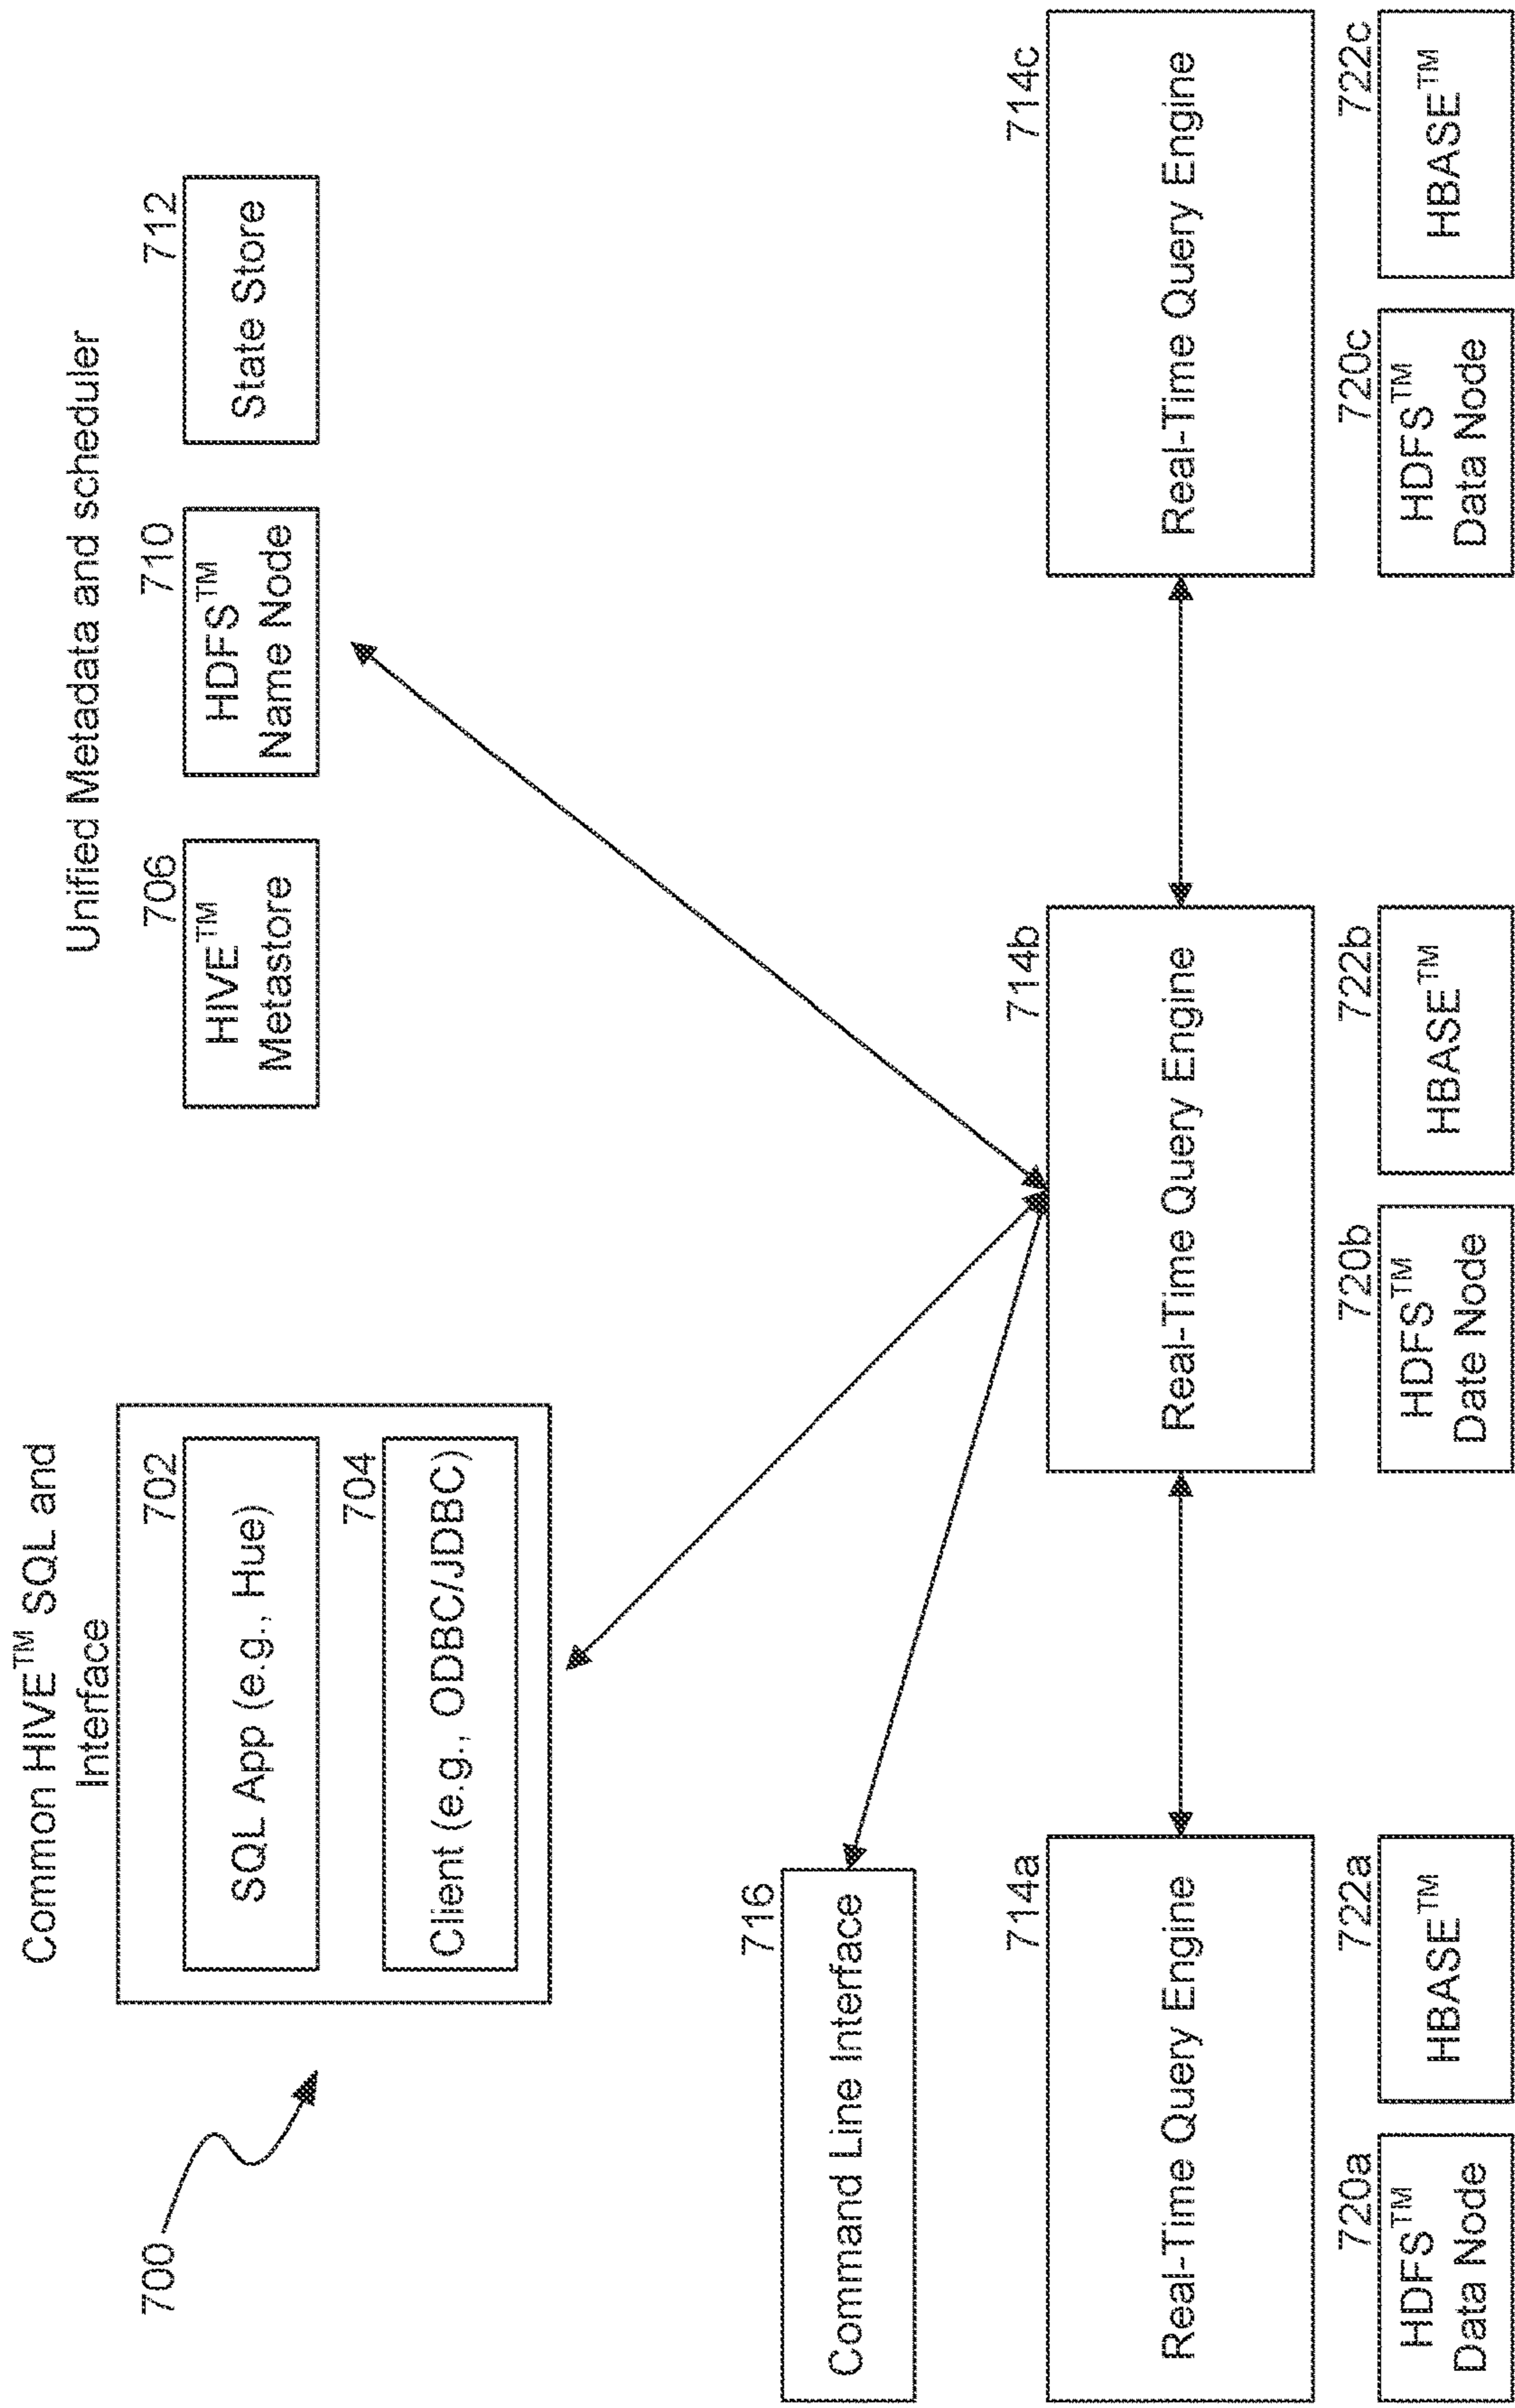 700
Common HIVE™ SQL and
Interface
702
SQL App (e.g., Hue)
704
Client (e.g., ODBC/JDBC)
Unified Metadata and scheduler
706
HIVE™
Metastore
710
HDFS™
Name Node
712
State Store
716
Command Line Interface
714a
Real-Time Query Engine
714b
Real-Time Query Engine
714c
Real-Time Query Engine
720a
HDFS™
Data Node
722a
HBASE™
720b
HDFS™
Date Node
722b
HBASE™
720c
HDFS™
Data Node
722c
HBASE™